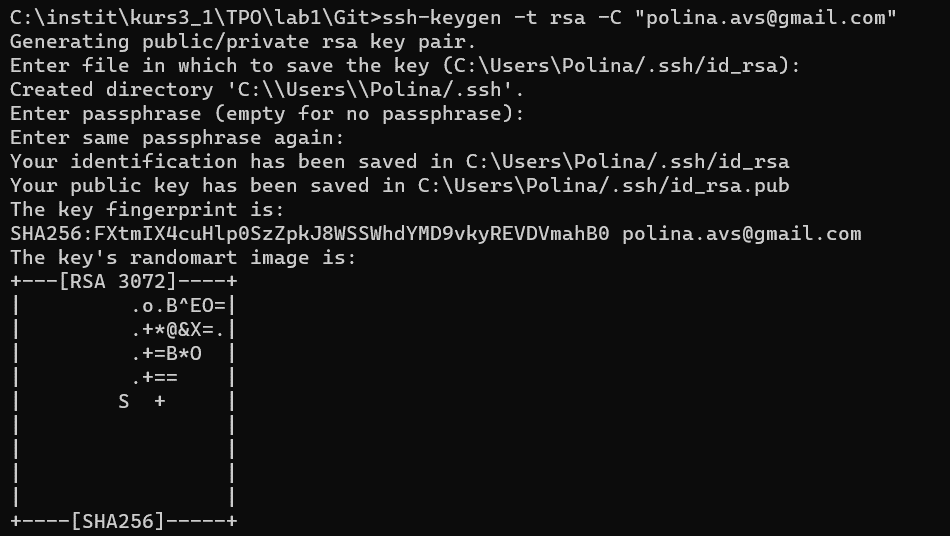 C:\instit\kurs3_1\TPO\lab1\Git>ssh-keygen -t rsa -C "polina.avs@gmail.com"
Generating public/private rsa key pair.
Enter file in which to save the key (C:\Users\Polina/.ssh/id_rsa):
Created directory 'C:\\Users\\Polina/.ssh'.
Enter passphrase (empty for no passphrase):
Enter same passphrase again:
Your identification has been saved in C:\Users\Polina/.ssh/id_rsa
Your public key has been saved in C:\Users\Polina/.ssh/id_rsa.pub
The key fingerprint is:
SHA256:FXtmIX4cuHlp0SzZpkJ8WSSWhdYMD9vkyREVDVmahB0 polina.avs@gmail.com
The key's randomart image is:
+---[RSA 3072]----+
|         .o.B^EO=|
|         .+*@&X=.|
|         .+=B*O  |
|         .+==    |
|        S  +     |
|                 |
|                 |
|                 |
|                 |
+----[SHA256]-----+